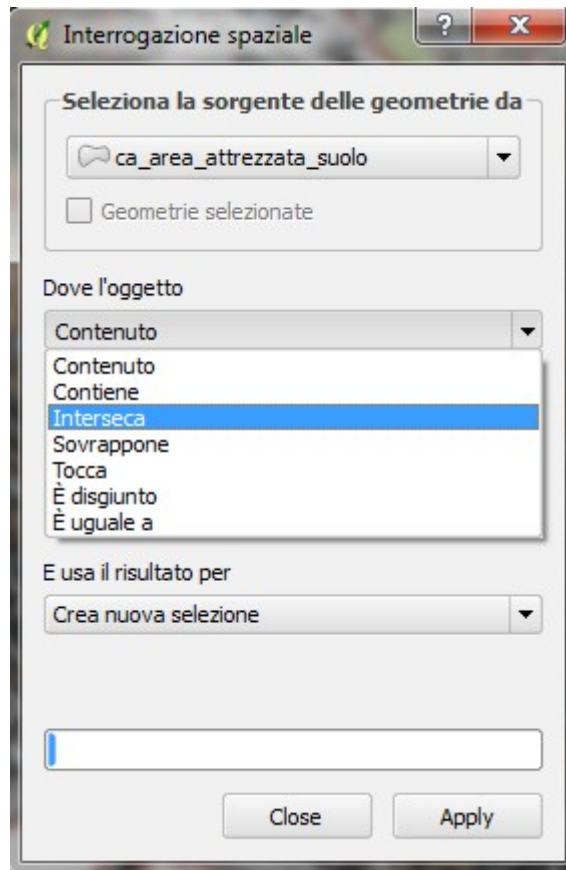 Interrogazione spaziale
?
x
Seleziona la sorgente delle geometrie da
ca_area_attrezzata_suolo
Geometrie selezionate
Dove l'oggetto
Contenuto
Contenuto
Contiene
Interseca
Sovrappone
Tocca
È disgiunto
È uguale a
E usa il risultato per
Crea nuova selezione
Close Apply